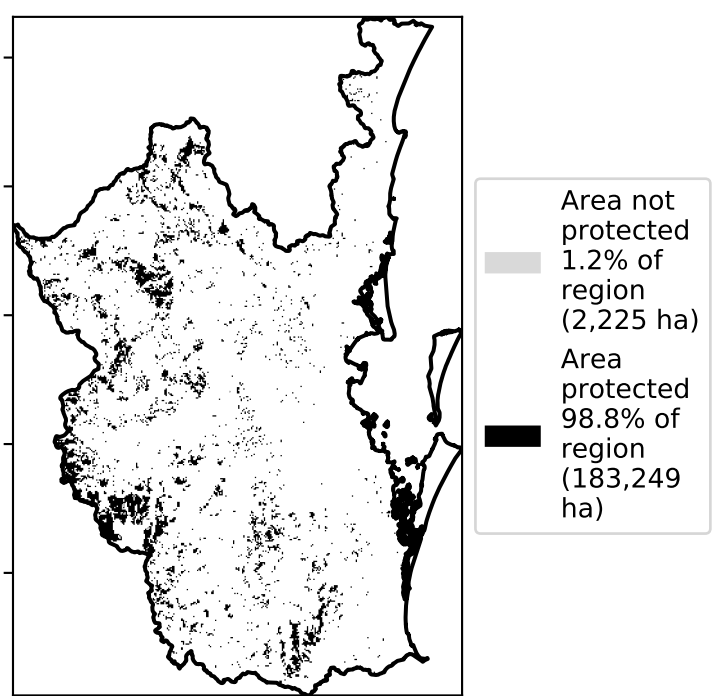 Area not
protected
1.2% of
region
(2,225 ha)
Area
protected
98.8% of
region
(183,249
ha)